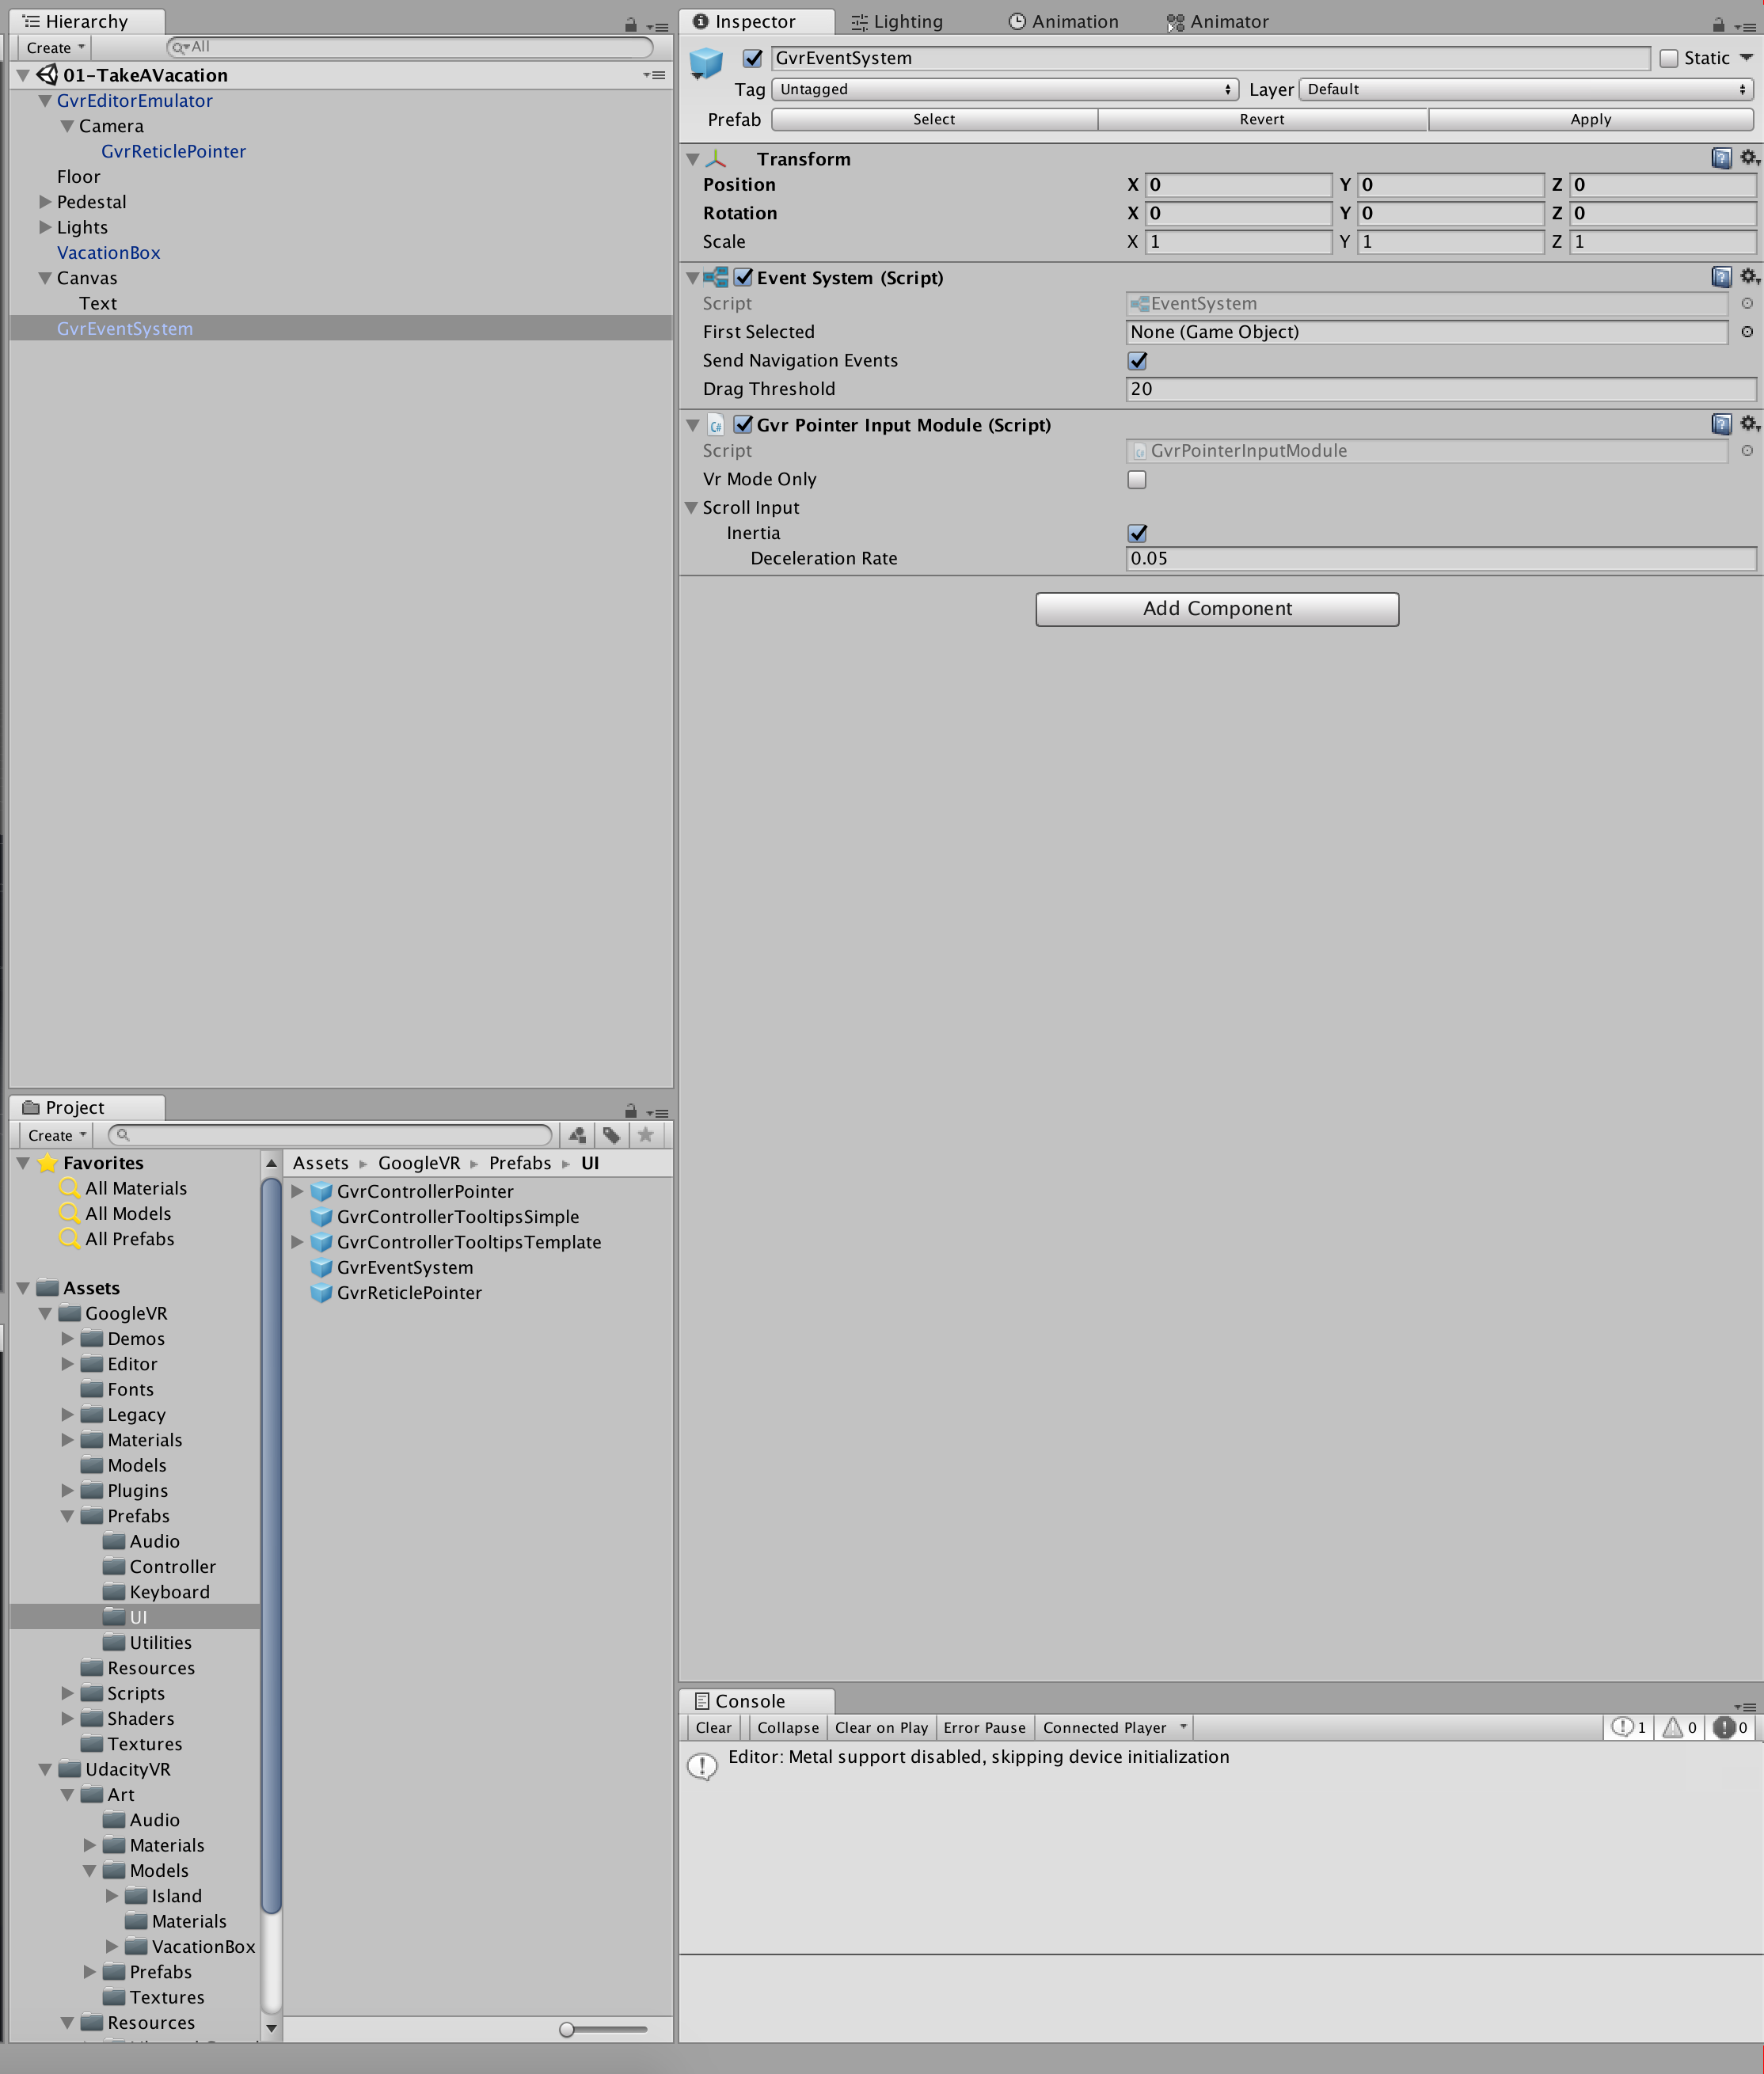 Hierarchy
Create
All
01-TakeAVacation
GvrEditorEmulator
Camera
GvrReticlePointer
Floor
Pedestal
Lights
VacationBox
Canvas
Text
GvrEventSystem
Project
Create
Favorites
All Materials
All Models
All Prefabs
Assets
GoogleVR
Demos
Editor
Fonts
Legacy
Materials
Models
Plugins
Prefabs
Audio
Controller
Keyboard
UI
Utilities
Resources
Scripts
Shaders
Textures
UdacityVR
Art
Audio
Materials
Models
Island
Materials
VacationBox
Prefabs
Textures
Resources
Assets GoogleVR Prefabs UI
GvrControllerPointer
GvrControllerTooltipsSimple
GvrControllerTooltipsTemplate
GvrEventSystem
GvrReticlePointer
Inspector Lighting Animation Animator
GvrEventSystem Static
Tag Untagged Layer Default
Prefab Select Revert Apply
Transform
Position X 0 Y 0 Z 0
Rotation X 0 Y 0 Z 0
Scale X 1 Y 1 Z 1
Event System (Script)
Script EventSystem
First Selected None (Game Object)
Send Navigation Events
Drag Threshold 20
Gvr Pointer Input Module (Script)
Script GvrPointerInputModule
Vr Mode Only
Scroll Input
Inertia
Deceleration Rate 0.05
Add Component
Console
Clear Collapse Clear on Play Error Pause Connected Player 1 0 0
Editor: Metal support disabled, skipping device initialization